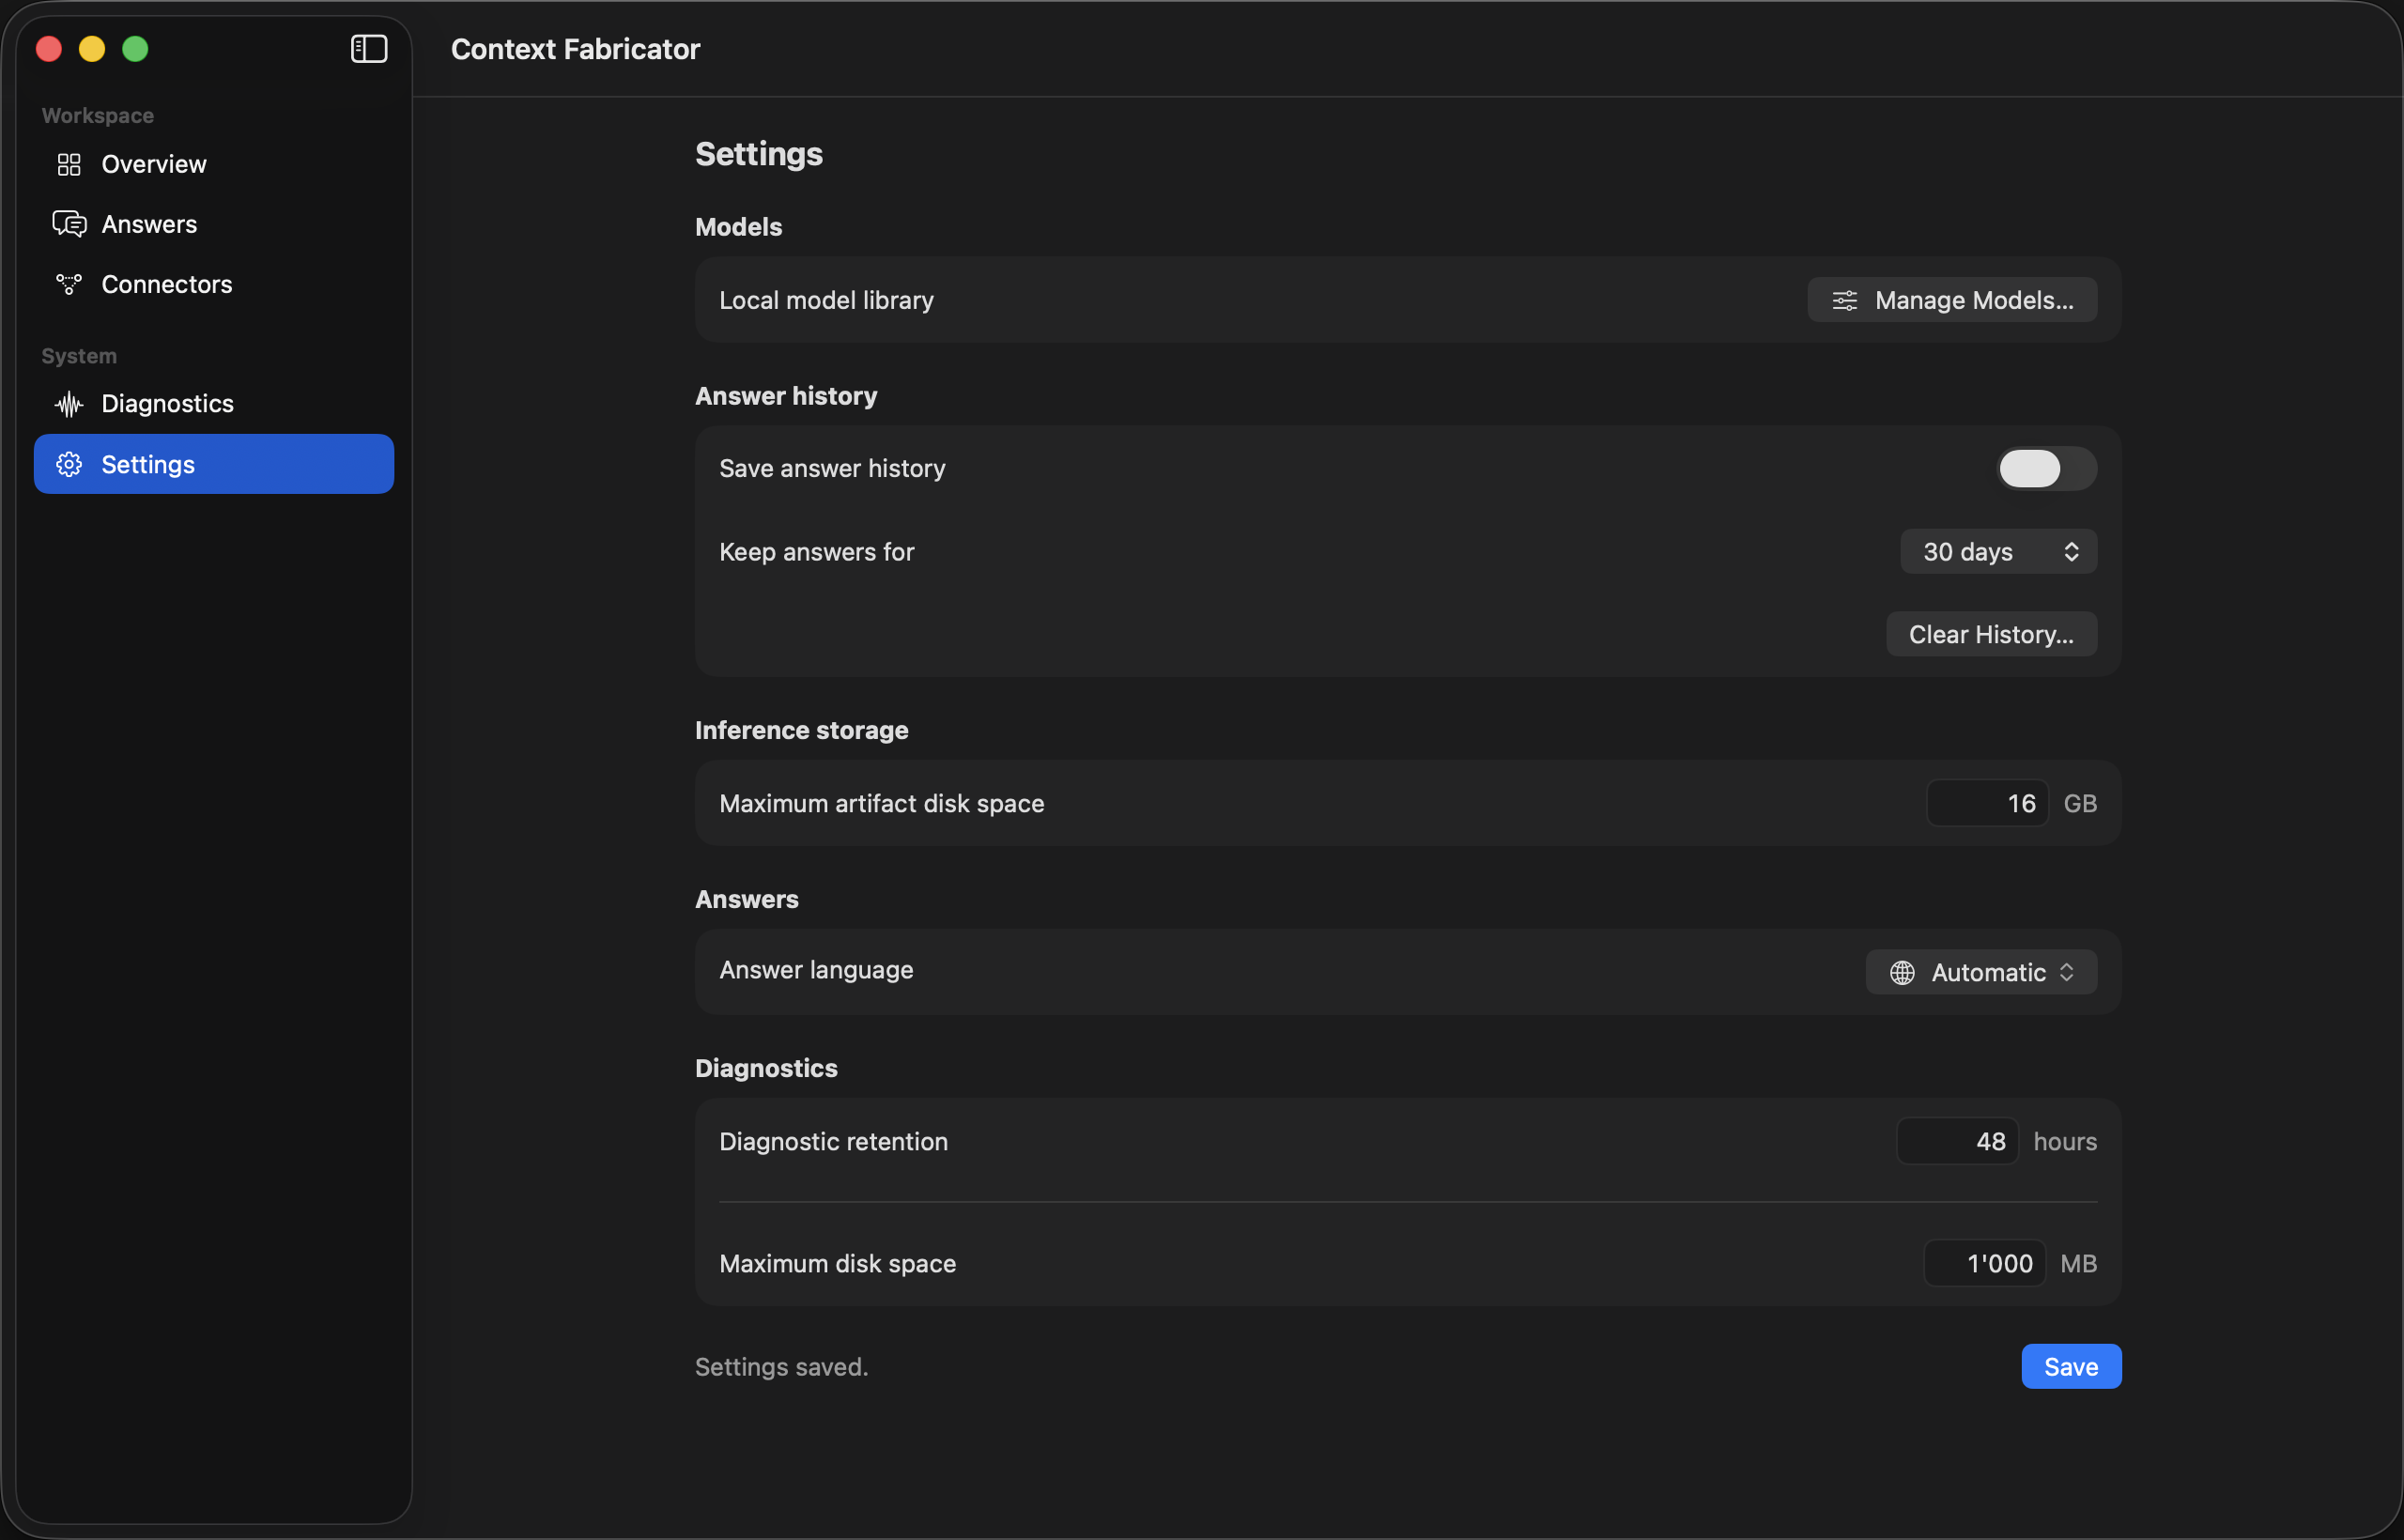 Context Fabricator
Workspace
Overview
Answers
Connectors
System
Diagnostics
Settings
Settings
Models
Local model library
Manage Models...
Answer history
Save answer history
Keep answers for
30 days
Clear History...
Inference storage
Maximum artifact disk space
16 GB
Answers
Answer language
Automatic
Diagnostics
Diagnostic retention
48 hours
Maximum disk space
1'000 MB
Settings saved.
Save